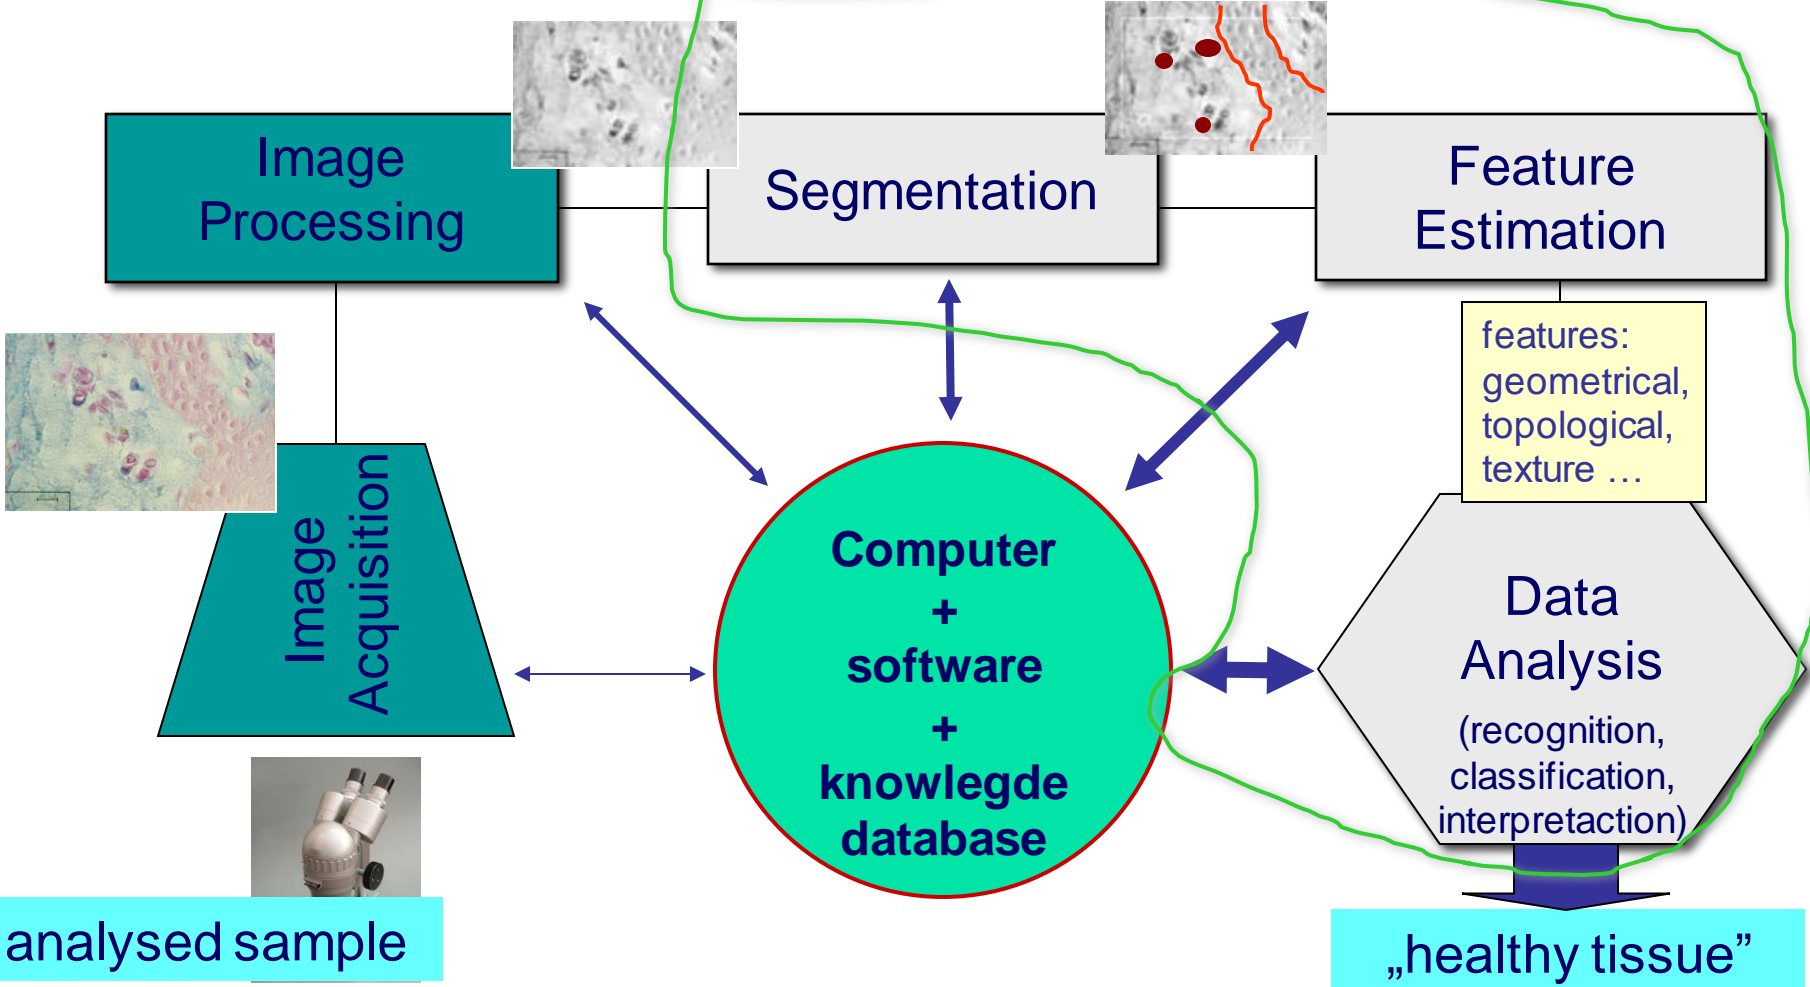 Image
Processing
Segmentation
Feature
Estimation
features:
geometrical,
topological,
texture …
Image
Acquisition
Computer
+
software
+
knowlegde
database
Data
Analysis
(recognition,
classification,
interpretaction)
analysed sample
„healthy tissue”